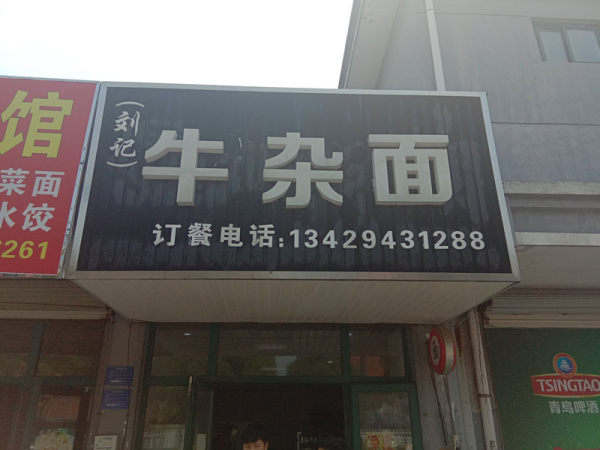 馆
菜面
水饺
261
(刘记)
牛杂面
订餐电话:13429431288
TSINGTAO
青岛啤酒